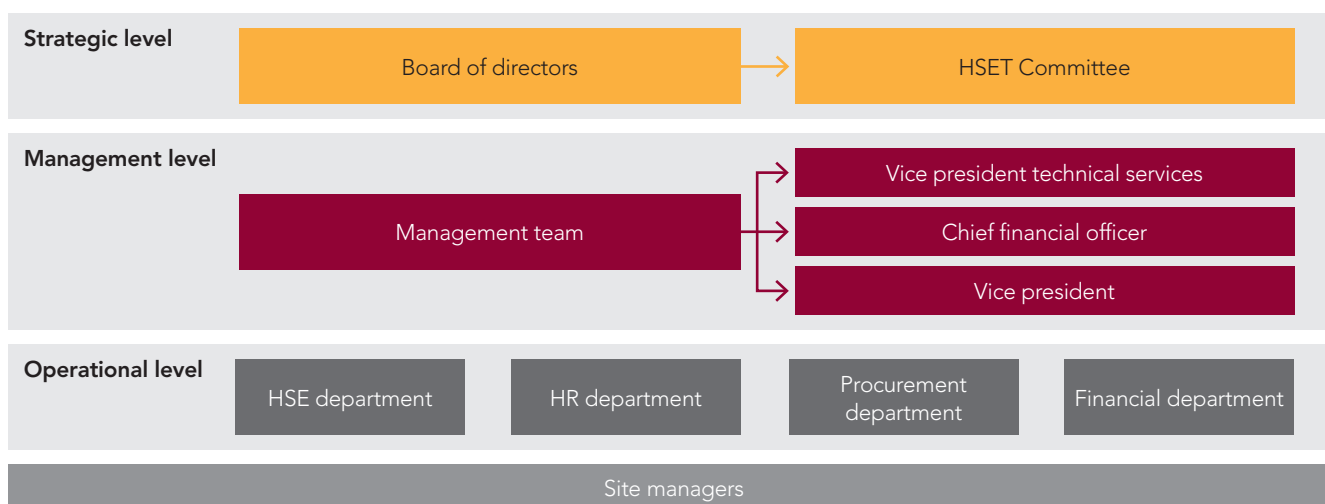 Strategic level
Board of directors
HSET Committee
Management level
Vice president technical services
Management team
Chief financial officer
Vice president
Operational level
HSE department
HR department
Procurement
department
Financial department
Site managers